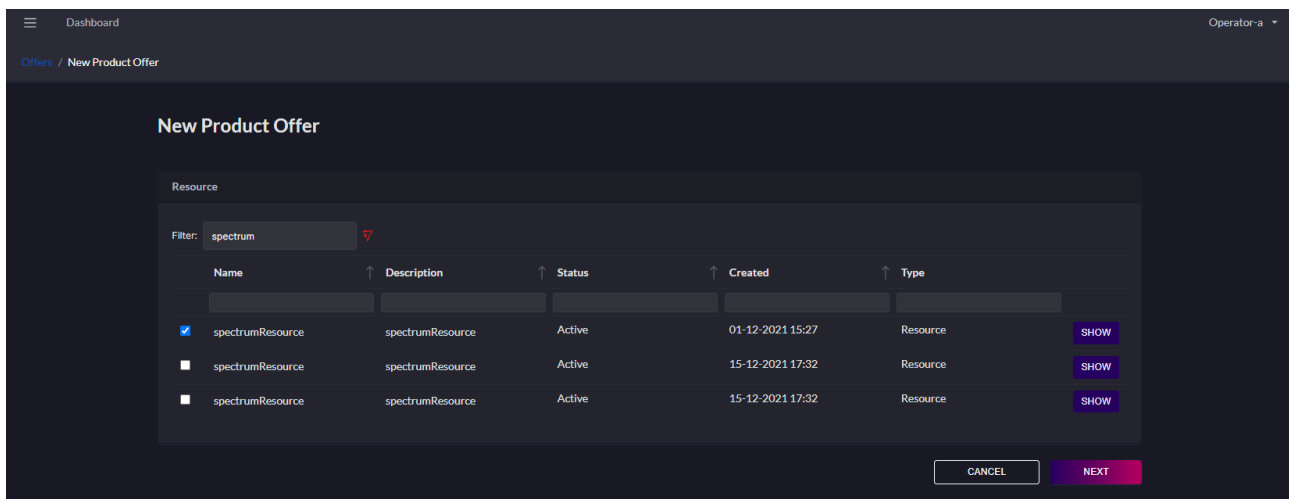 Dashboard Operator-a
Offers / New Product Offer
New Product Offer
Resource
Filter: spectrum
Name Description Status Created Type
spectrumResource spectrumResource Active 01-12-2021 15:27 Resource SHOW
spectrumResource spectrumResource Active 15-12-2021 17:32 Resource SHOW
spectrumResource spectrumResource Active 15-12-2021 17:32 Resource SHOW
CANCEL NEXT